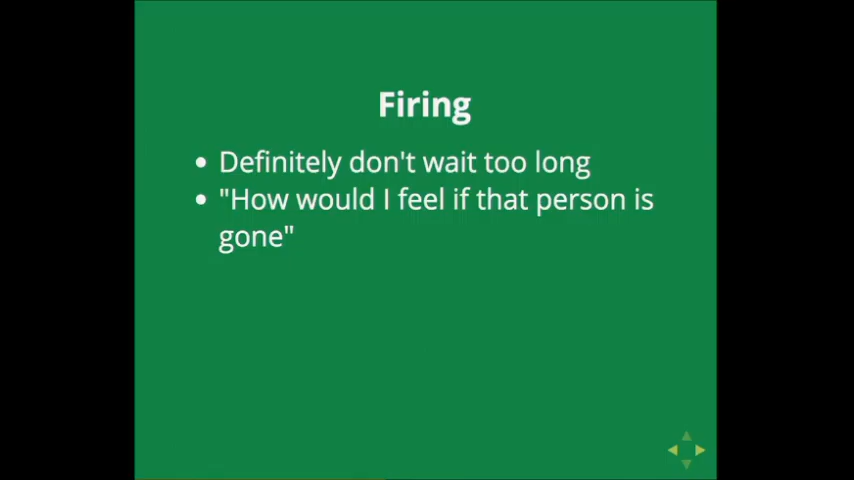 Firing
Definitely don't wait too long
"How would I feel if that person is
gone"